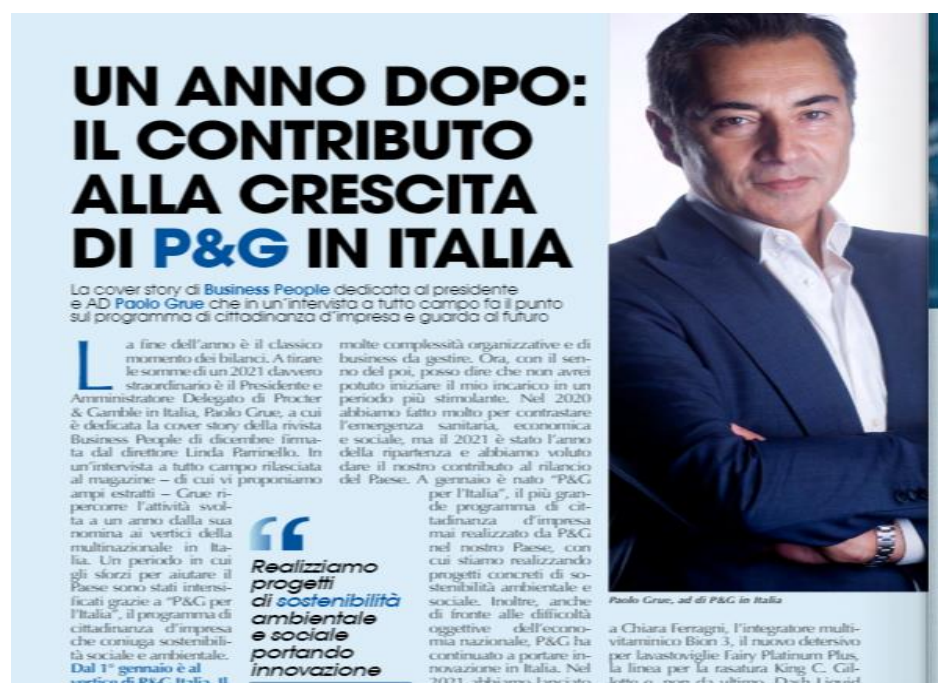 UN ANNO DOPO:
IL CONTRIBUTO
ALLA CRESCITA
DI P&G IN ITALIA
La cover story di Business People dedicata al presidente
e AD Paolo Grue che in un'intervista a tutto campo fa il punto
sul programma di cittadinanza d'impresa e guarda al futuro
La fine dell'anno è il classico
momento dei bilanci. A tirare
le somme di un 2021 davvero
straordinario è il Presidente e
Amministratore Delegato di Procter
& Gamble in Italia, Paolo Grue, a cui
è dedicata la cover story della rivista
Business People di dicembre firma-
ta dal direttore Linda Parrinello. In
un'intervista a tutto campo rilasciata
al magazine – di cui vi proponiamo
ampi estratti – Grue ri-
percorre l'attività svol-
ta a un anno dalla sua
nomina ai vertici della
multinazionale in Ita-
lia. Un periodo in cui
gli sforzi per aiutare il
Paese sono stati intensi-
ficati grazie a "P&G per
l'Italia", il programma di
cittadinanza d'impresa
che coniuga sostenibili-
tà sociale e ambientale.
Dal 1° gennaio è al
vertice di P&G Italia. Il
“
Realizziamo
progetti
di sostenibilità
ambientale
e sociale
portando
innovazione
molte complessità organizzative e di
business da gestire. Ora, con il sen-
no del poi, posso dire che non avrei
potuto iniziare il mio incarico in un
periodo più stimolante. Nel 2020
abbiamo fatto molto per contrastare
l'emergenza sanitaria, economica
e sociale, ma il 2021 è stato l'anno
della ripartenza e abbiamo voluto
dare il nostro contributo al rilancio
del Paese. A gennaio è nato "P&G
per l'Italia", il più gran-
de programma di cit-
tadinanza d'impresa
mai realizzato da P&G
nel nostro Paese, con
cui stiamo realizzando
progetti concreti di so-
stenibilità ambientale e
sociale. Inoltre, anche
di fronte alle difficoltà
oggettive dell'econo-
mia nazionale, P&G ha
continuato a portare in-
novazione in Italia. Nel
2021 abbiamo lanciato
Paolo Grue, ad di P&G in Italia
a Chiara Ferragni, l'integratore multi-
vitaminico Bion 3, il nuovo detersivo
per lavastoviglie Fairy Platinum Plus,
la linea per la rasatura King C. Gil-
lette e, non da ultimo, Dash Liquid